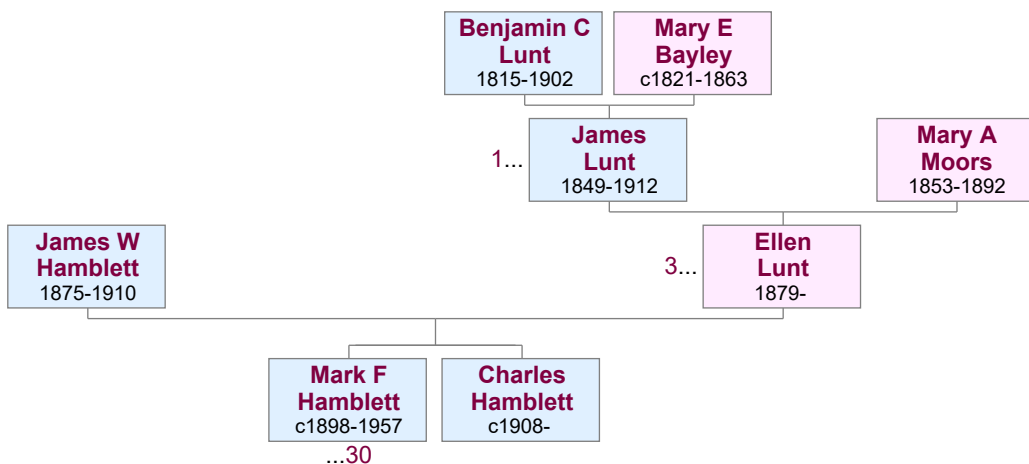 Benjamin C
Lunt
1815-1902
Mary E
Bayley
c1821-1863
1...
James
Lunt
1849-1912
Mary A
Moors
1853-1892
James W
Hamblett
1875-1910
3...
Ellen
Lunt
1879-
Mark F
Hamblett
c1898-1957
...30
Charles
Hamblett
c1908-